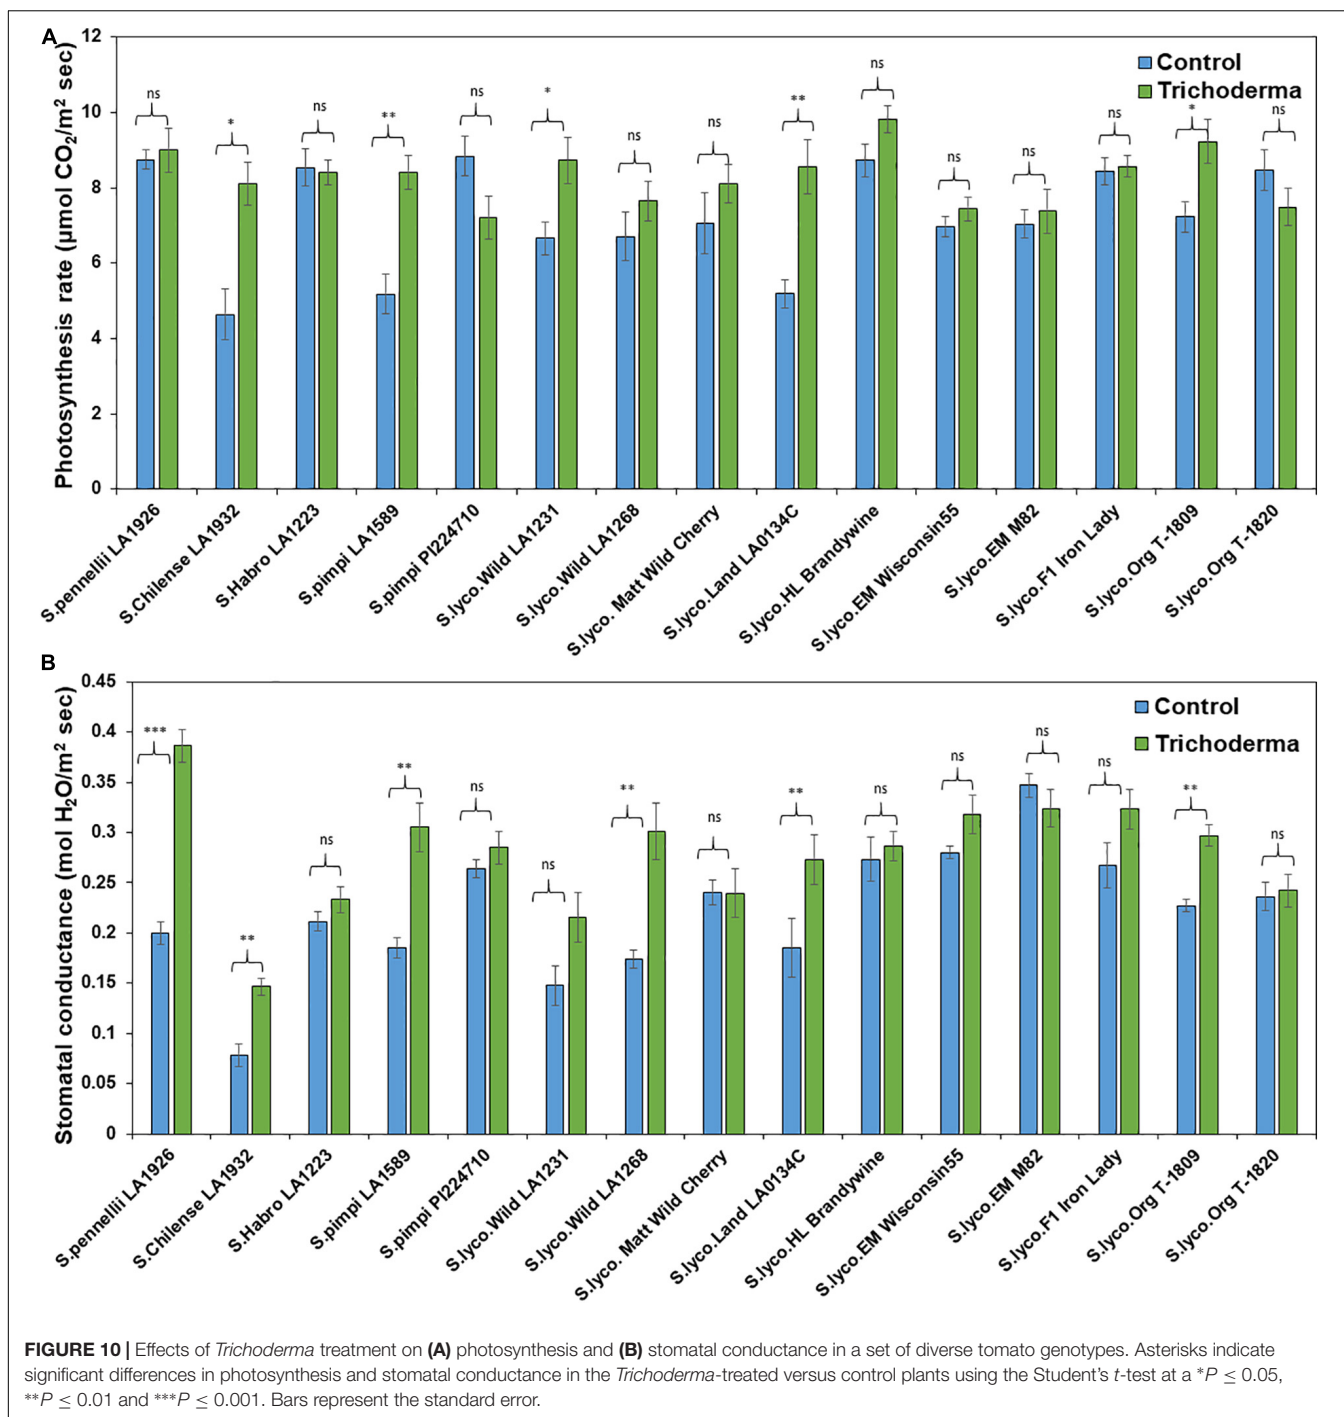 A
Photosynthesis rate (µmol CO₂/m² sec)
12
10
8
6
4
2
0
Control
Trichoderma
ns
*
ns
**
ns
*
ns
ns
**
ns
ns
ns
ns
*
ns
S.pennellii LA1926
S.Chilense LA1932
S.Habro LA1223
S.pimpi LA1589
S.pimpi PI224710
S.lyco.Wild LA1231
S.lyco.Wild LA1268
S.lyco. Matt Wild Cherry
S.lyco.Land LA0134C
S.lyco.HL Brandywine
S.lyco.EM Wisconsin55
S.lyco.EM M82
S.lyco.F1 Iron Lady
S.lyco.Org T-1809
S.lyco.Org T-1820
B
Stomatal conductance (mol H₂O/m² sec)
0.45
0.4
0.35
0.3
0.25
0.2
0.15
0.1
0.05
0
Control
Trichoderma
***
**
ns
**
ns
ns
**
ns
**
ns
ns
ns
ns
**
ns
S.pennellii LA1926
S.Chilense LA1932
S.Habro LA1223
S.pimpi LA1589
S.pimpi PI224710
S.lyco.Wild LA1231
S.lyco.Wild LA1268
S.lyco. Matt Wild Cherry
S.lyco.Land LA0134C
S.lyco.HL Brandywine
S.lyco.EM Wisconsin55
S.lyco.EM M82
S.lyco.F1 Iron Lady
S.lyco.Org T-1809
S.lyco.Org T-1820
FIGURE 10 | Effects of Trichoderma treatment on (A) photosynthesis and (B) stomatal conductance in a set of diverse tomato genotypes. Asterisks indicate
significant differences in photosynthesis and stomatal conductance in the Trichoderma-treated versus control plants using the Student's t-test at a *P ≤ 0.05,
**P ≤ 0.01 and ***P ≤ 0.001. Bars represent the standard error.